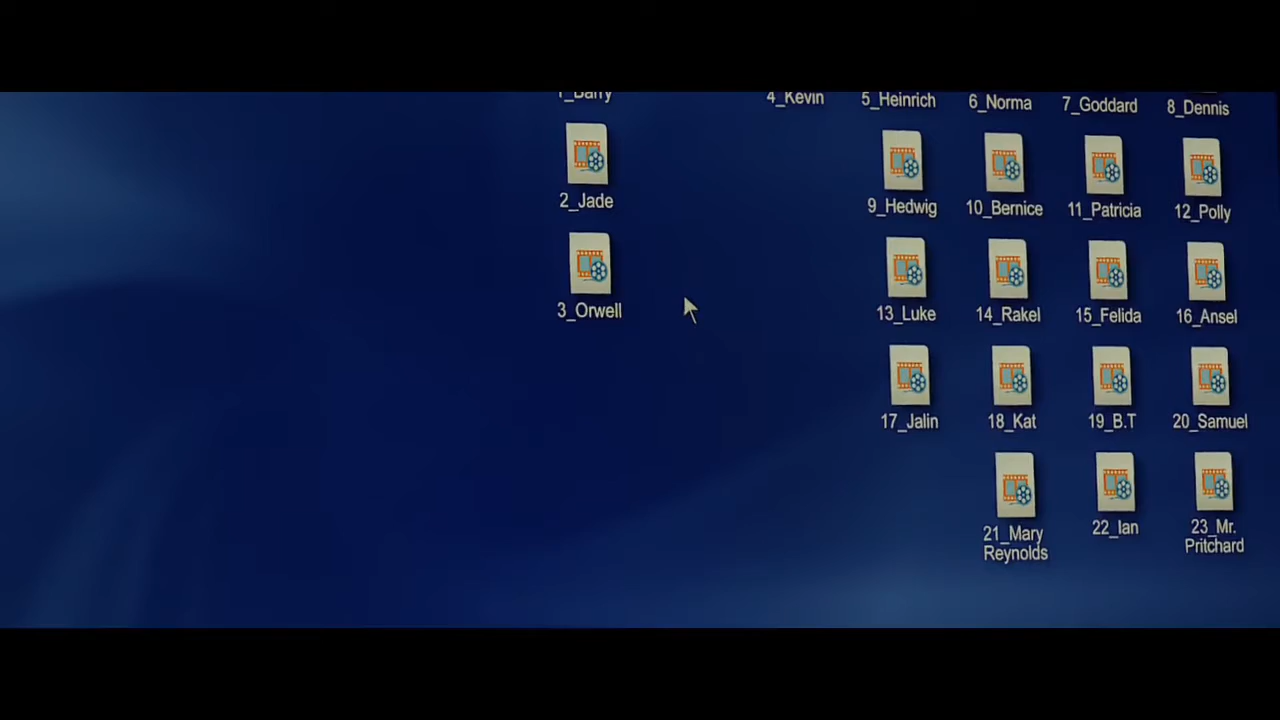 1_Barry
4_Kevin
5_Heinrich
6_Norma
7_Goddard
8_Dennis
2_Jade
9_Hedwig
10_Bernice
11_Patricia
12_Polly
3_Orwell
13_Luke
14_Rakel
15_Felida
16_Ansel
17_Jalin
18_Kat
19_B.T
20_Samuel
21_Mary
Reynolds
22_Ian
23_Mr.
Pritchard